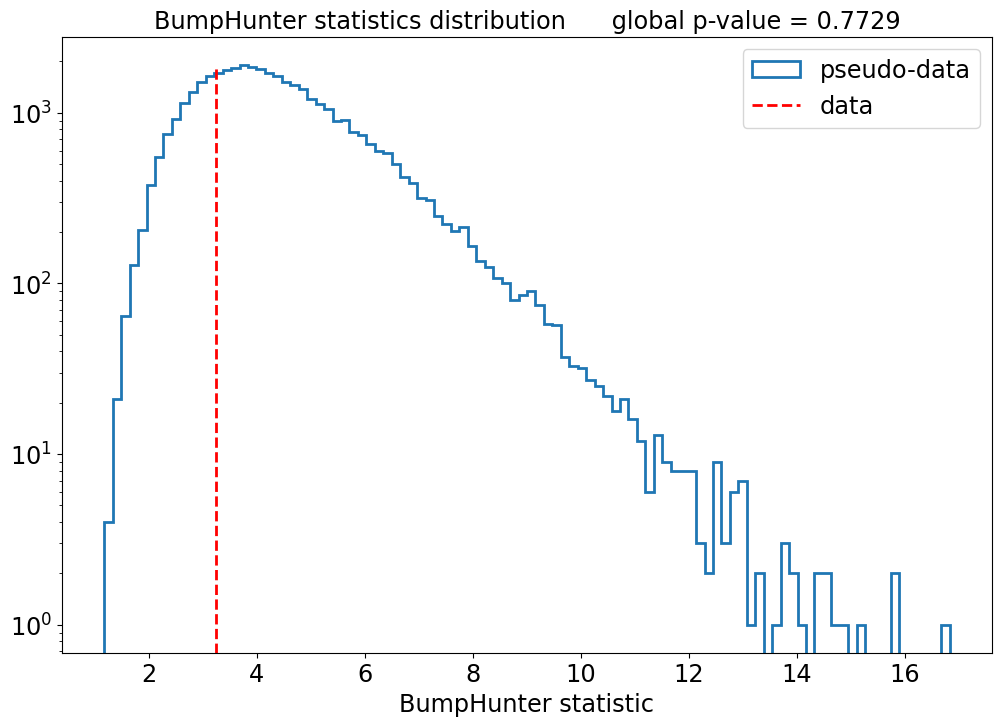 BumpHunter statistics distribution      global p-value = 0.7729
pseudo-data
data
10³
10²
10¹
10⁰
2 4 6 8 10 12 14 16
BumpHunter statistic